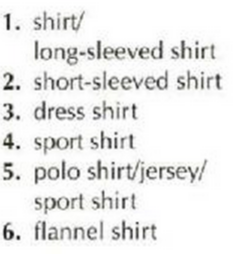 1. shirt/
long-sleeved shirt
2. short-sleeved shirt
3. dress shirt
4. sport shirt
5. polo shirt/jersey/
sport shirt
6. flannel shirt